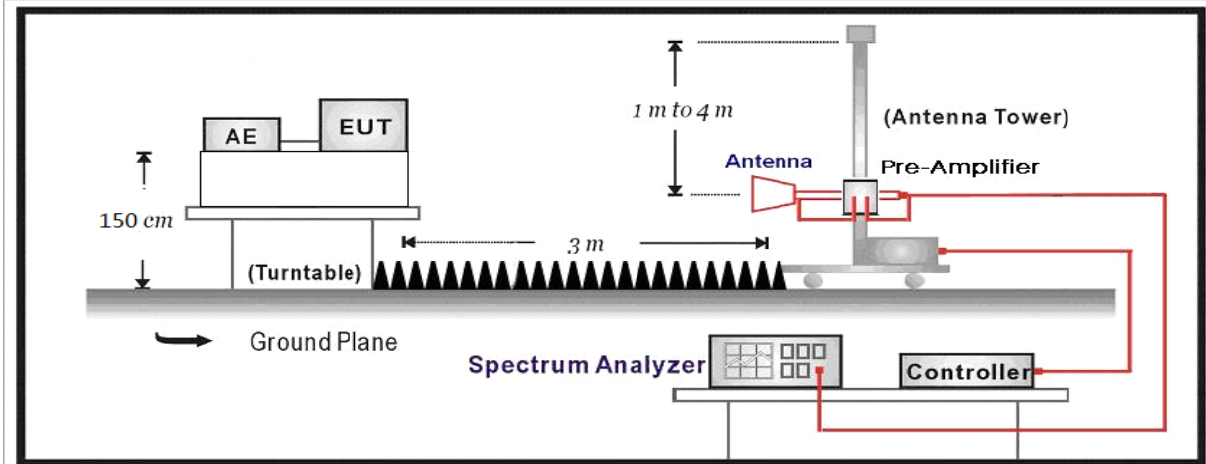 1 m to 4 m
(Antenna Tower)
AE
EUT
Antenna
Pre-Amplifier
150 cm
3 m
(Turntable)
Ground Plane
Spectrum Analyzer
Controller